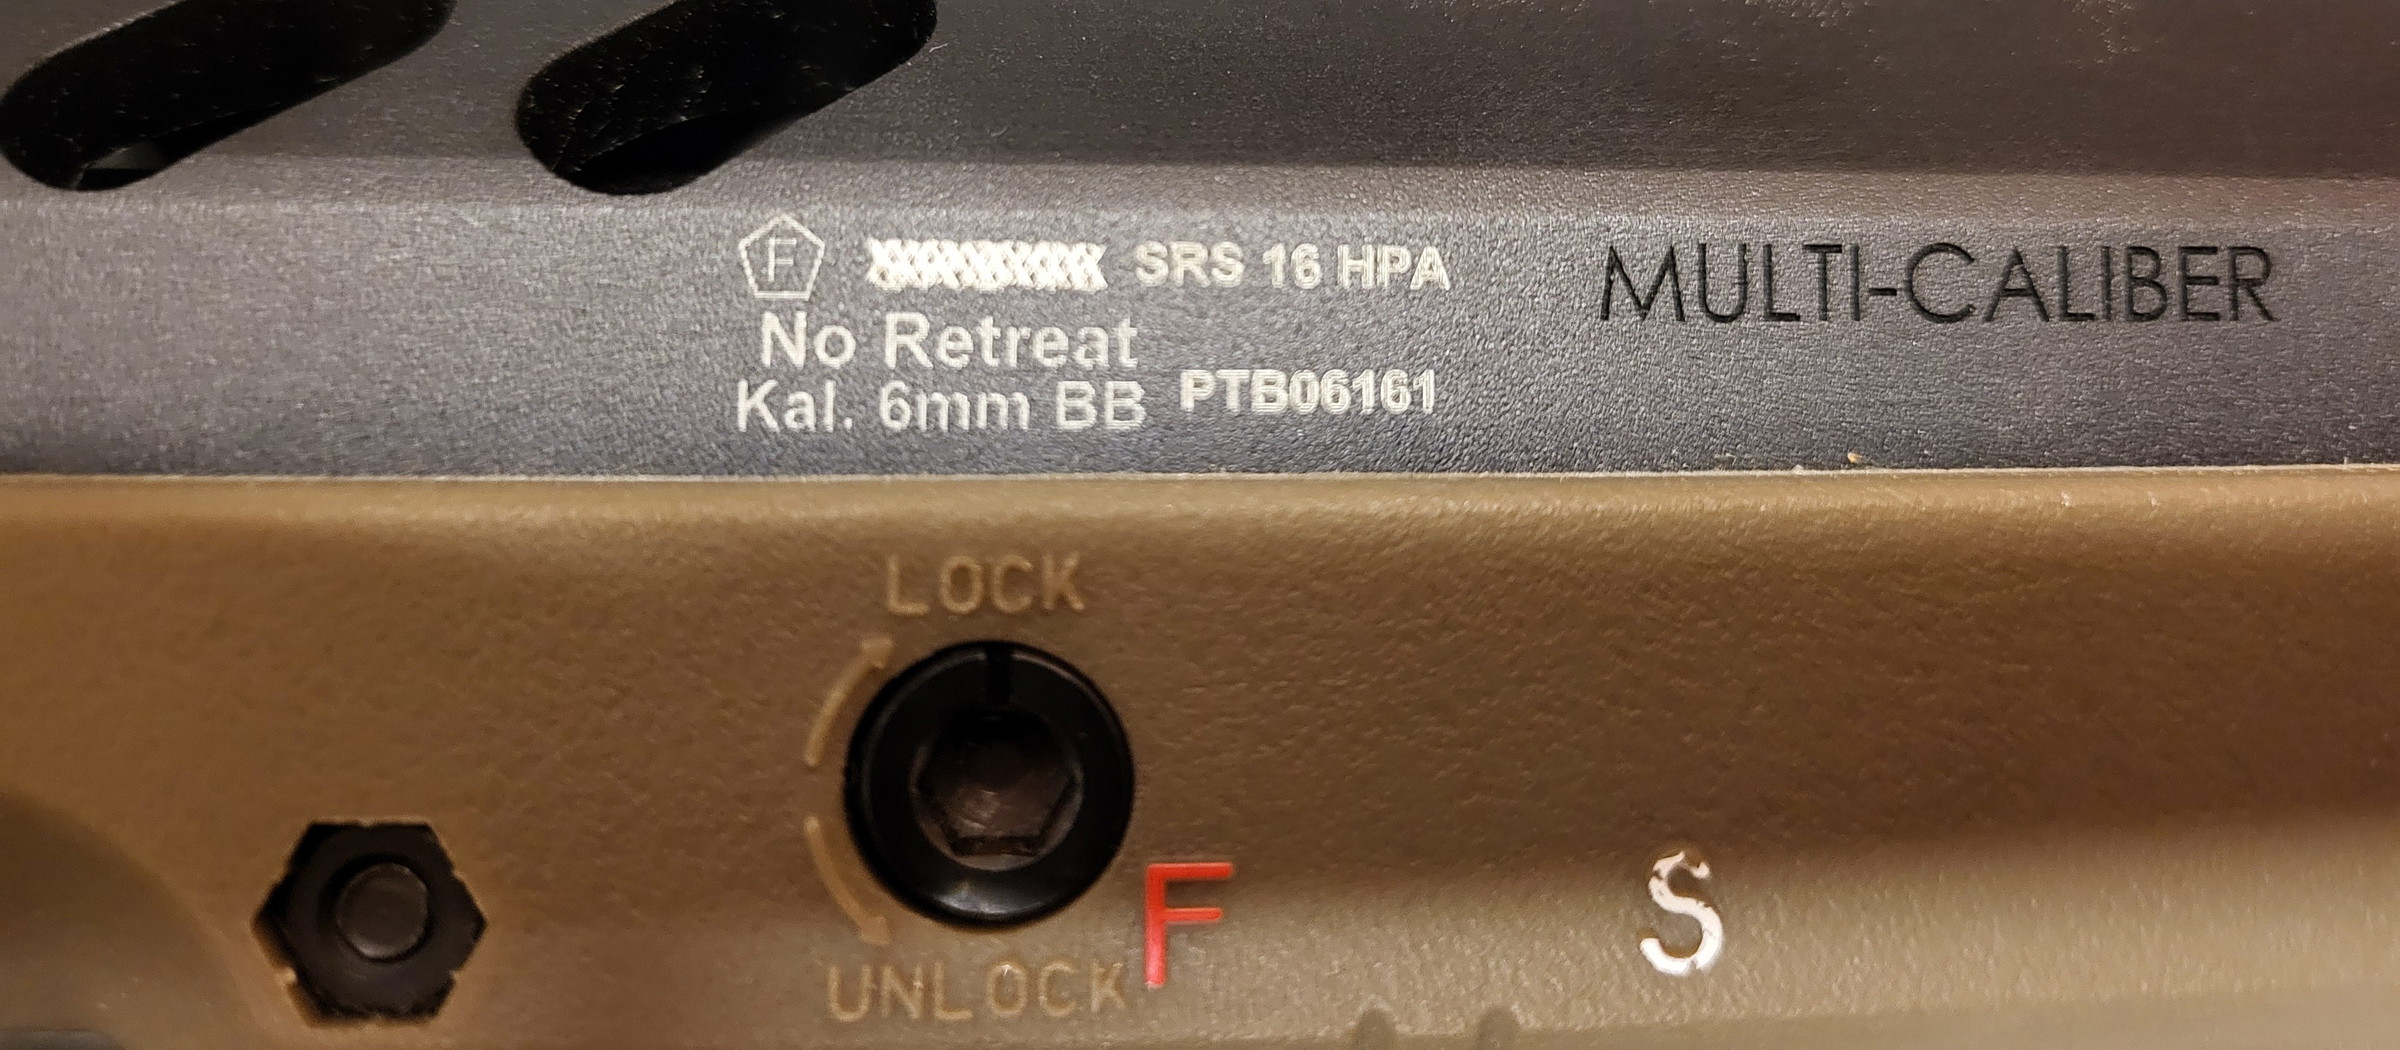 F SRS 16 HPA
MULTI-CALIBER
No Retreat
Kal. 6mm BB PTB06161
LOCK
UNLOCK
F
S